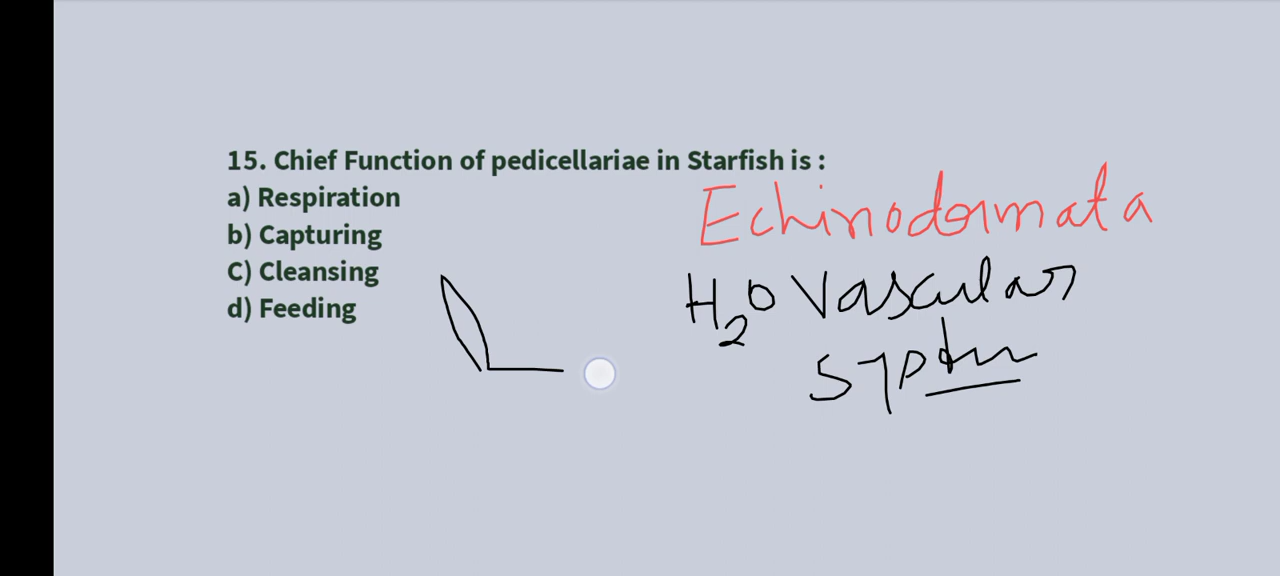 15. Chief Function of pedicellariae in Starfish is :
a) Respiration
b) Capturing
C) Cleansing
d) Feeding
Echinodermata
H2O Vascular
System